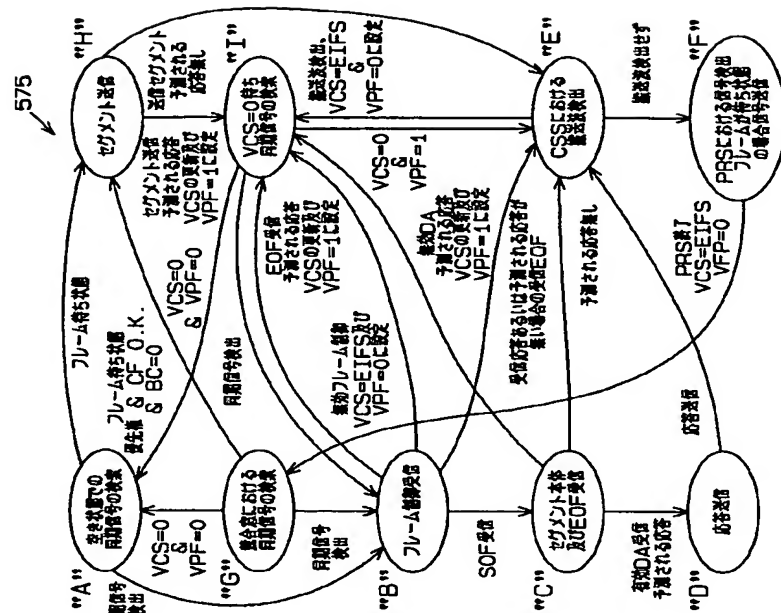 575
"H"
セグメント送信
送信セグメント
予測される
応答無し
セグメント送信
予測される応答
VCSの更新及び
VPF=1に設定
"I"
VCS=0待ち
同期信号の検索
輸送波検出、
VCS=EIFS
&
VPF=0に設定
VCS=0
&
VPF=1
"E"
CSSにおける
輸送波検出
輸送波検出せず
"F"
PRSにおける信号検出
フレームが待ち状態
の場合信号送信
フレーム待ち状態
フレーム待ち状態
優先権 & CF O.K.
& BC=0
VCS=0
& VPF=0
同期信号検出
EOF受信
予測される応答
VCSの更新及び
VPF=1に設定
無効フレーム制御
VCS=EIFS及び
VPF=0に設定
無効DA
予測される応答
VCSの更新及び
VPF=1に設定
受信応答あるいは予測される応答が
無い場合の受信EOF
予測される応答無し
PRS終了
VCS=EIFS
VFP=0
"A"
空き状態での
同期信号の検索
期信号
検出
VCS=0
&
VPF=0
"G"
競合窓における
同期信号の検索
同期信号
検出
"B"
フレーム制御受信
SOF受信
"C"
セグメント本体
及びEOF受信
有効DA受信
予測される応答
"D"
応答送信
応答送信